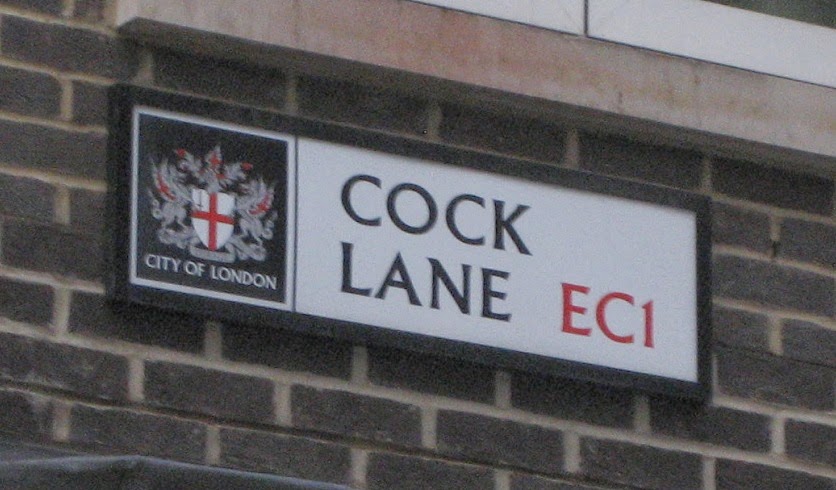 CITY OF LONDON
COCK
LANE EC1